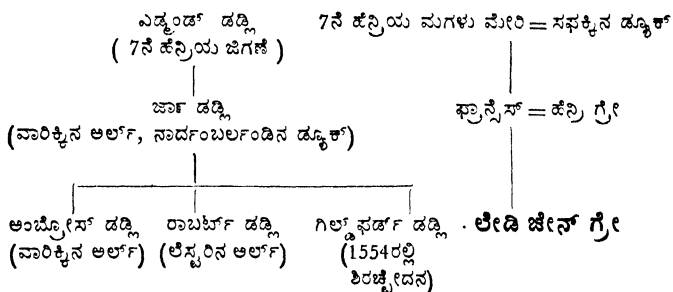 ಎಡ್ಮಂಡ್ ಡಡ್ಲಿ 7ನೆ ಹೆನ್ರಿಯ ಮಗಳು ಮೇರಿ = ಸಫಕ್ಕಿನ ಡ್ಯೂಕ್
( 7ನೆ ಹೆನ್ರಿಯ ಜಿಗಣೆ )
ಜಾನ್ ಡಡ್ಲಿ ಫ್ರಾನ್ಸೆಸ್ = ಹೆನ್ರಿ ಗ್ರೇ
(ವಾರಿಕ್ಕಿನ ಅರ್ಲ್, ನಾರ್ದಂಬರ್ಲಂಡಿನ ಡ್ಯೂಕ್)
ಅಂಬ್ರೋಸ್ ಡಡ್ಲಿ ರಾಬರ್ಟ್ ಡಡ್ಲಿ ಗಿಲ್ಡ್‌ಫರ್ಡ್ ಡಡ್ಲಿ . ಲೇಡಿ ಜೇನ್ ಗ್ರೇ
(ವಾರಿಕ್ಕಿನ ಅರ್ಲ್) (ಲೆಸ್ಟರಿನ ಅರ್ಲ್) (1554ರಲ್ಲಿ
ಶಿರಚ್ಛೇದನ)